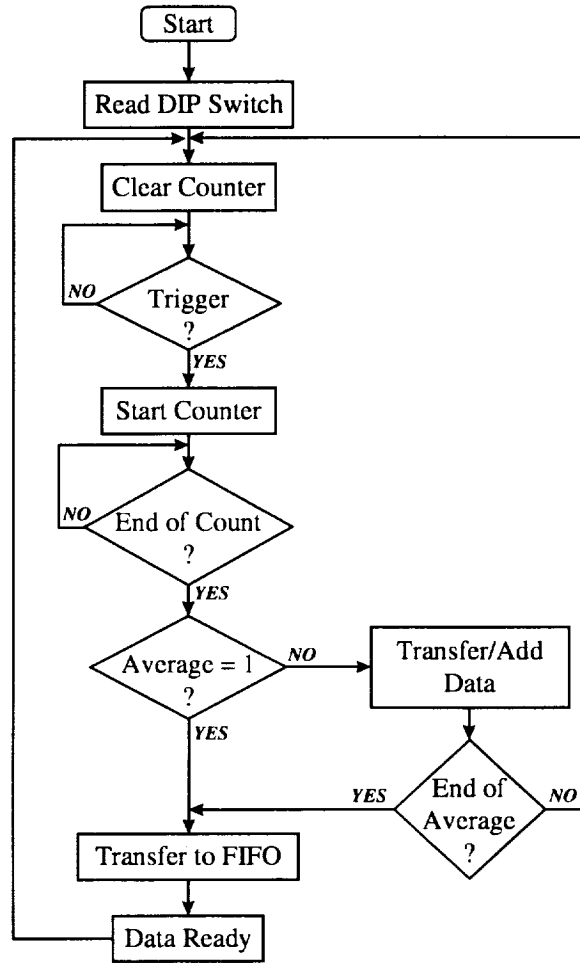 Start
Read DIP Switch
Clear Counter
NO
Trigger
?
YES
Start Counter
NO
End of Count
?
YES
Average = 1
?
NO
Transfer/Add
Data
YES
YES
End of
Average
?
NO
Transfer to FIFO
Data Ready